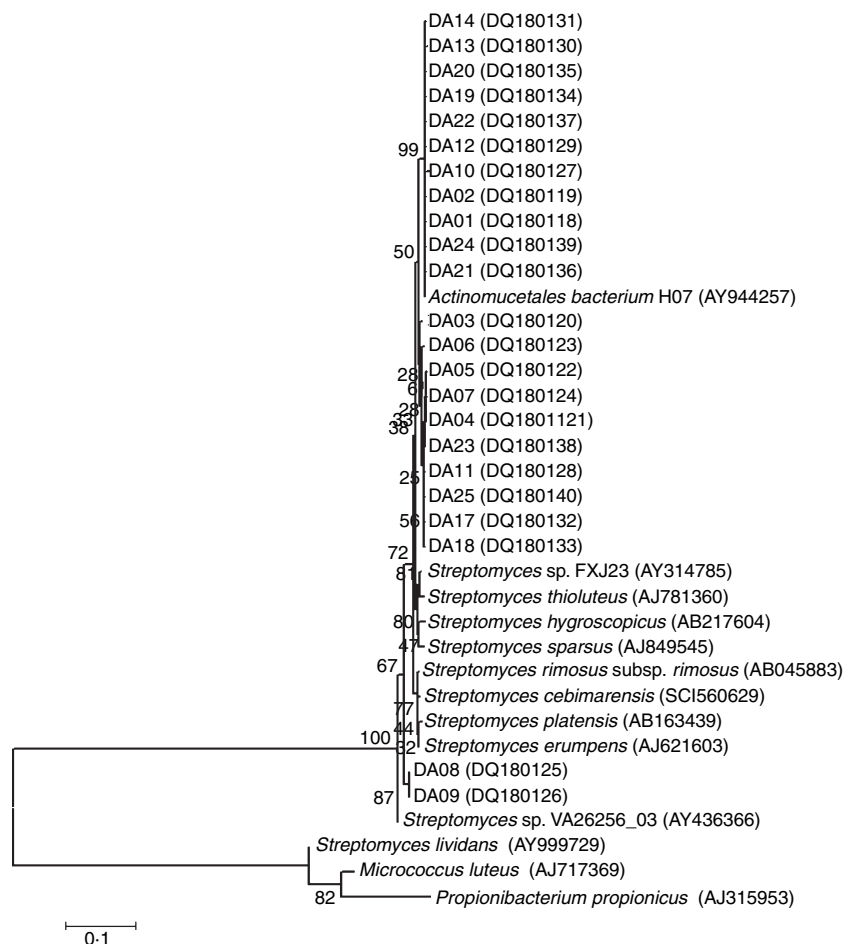 DA14 (DQ180131)
DA13 (DQ180130)
DA20 (DQ180135)
DA19 (DQ180134)
DA22 (DQ180137)
DA12 (DQ180129)
99
DA10 (DQ180127)
DA02 (DQ180119)
DA01 (DQ180118)
DA24 (DQ180139)
50
DA21 (DQ180136)
Actinomucetales bacterium H07 (AY944257)
DA03 (DQ180120)
DA06 (DQ180123)
DA05 (DQ180122)
28
6
DA07 (DQ180124)
28
33
38
DA04 (DQ1801121)
DA23 (DQ180138)
DA11 (DQ180128)
25
DA25 (DQ180140)
56
DA17 (DQ180132)
DA18 (DQ180133)
72
81
Streptomyces sp. FXJ23 (AY314785)
Streptomyces thioluteus (AJ781360)
80
Streptomyces hygroscopicus (AB217604)
47
Streptomyces sparsus (AJ849545)
67
Streptomyces rimosus subsp. rimosus (AB045883)
Streptomyces cebimarensis (SCI560629)
77
Streptomyces platensis (AB163439)
44
100
32
Streptomyces erumpens (AJ621603)
DA08 (DQ180125)
87
DA09 (DQ180126)
Streptomyces sp. VA26256_03 (AY436366)
Streptomyces lividans (AY999729)
Micrococcus luteus (AJ717369)
82
Propionibacterium propionicus (AJ315953)
0·1